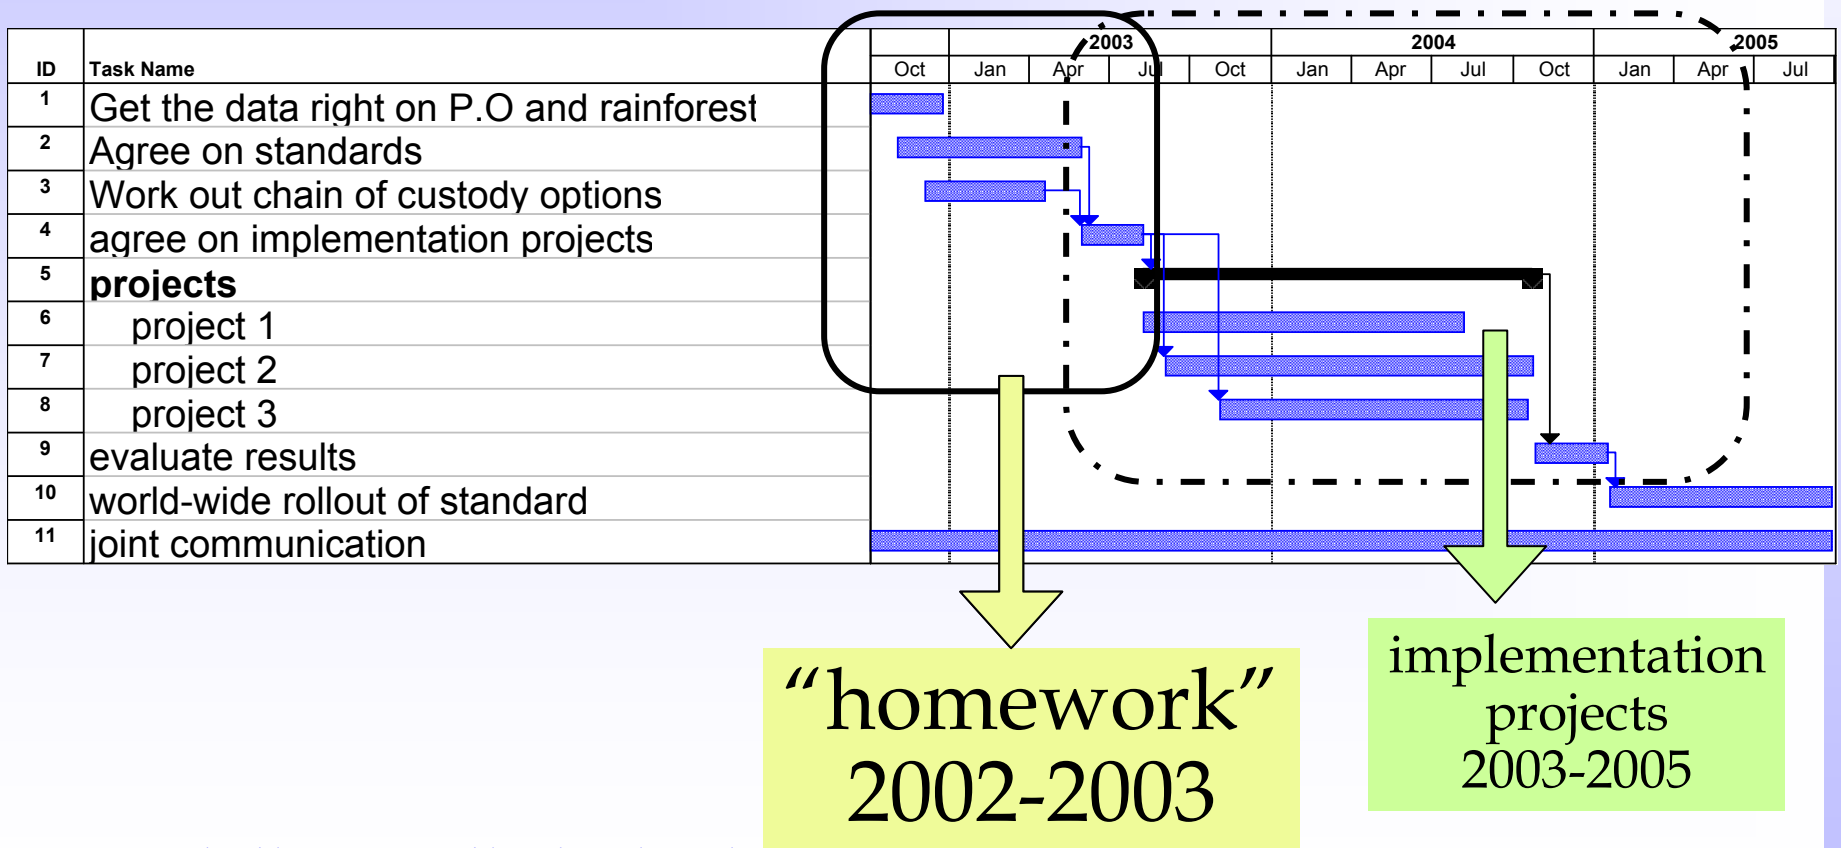 2003 2004 2005
ID Task Name Oct Jan Apr Jul Oct Jan Apr Jul Oct Jan Apr Jul
1 Get the data right on P.O and rainforest
2 Agree on standards
3 Work out chain of custody options
4 agree on implementation projects
5 projects
6 project 1
7 project 2
8 project 3
9 evaluate results
10 world-wide rollout of standard
11 joint communication
“homework”
2002-2003
implementation
projects
2003-2005